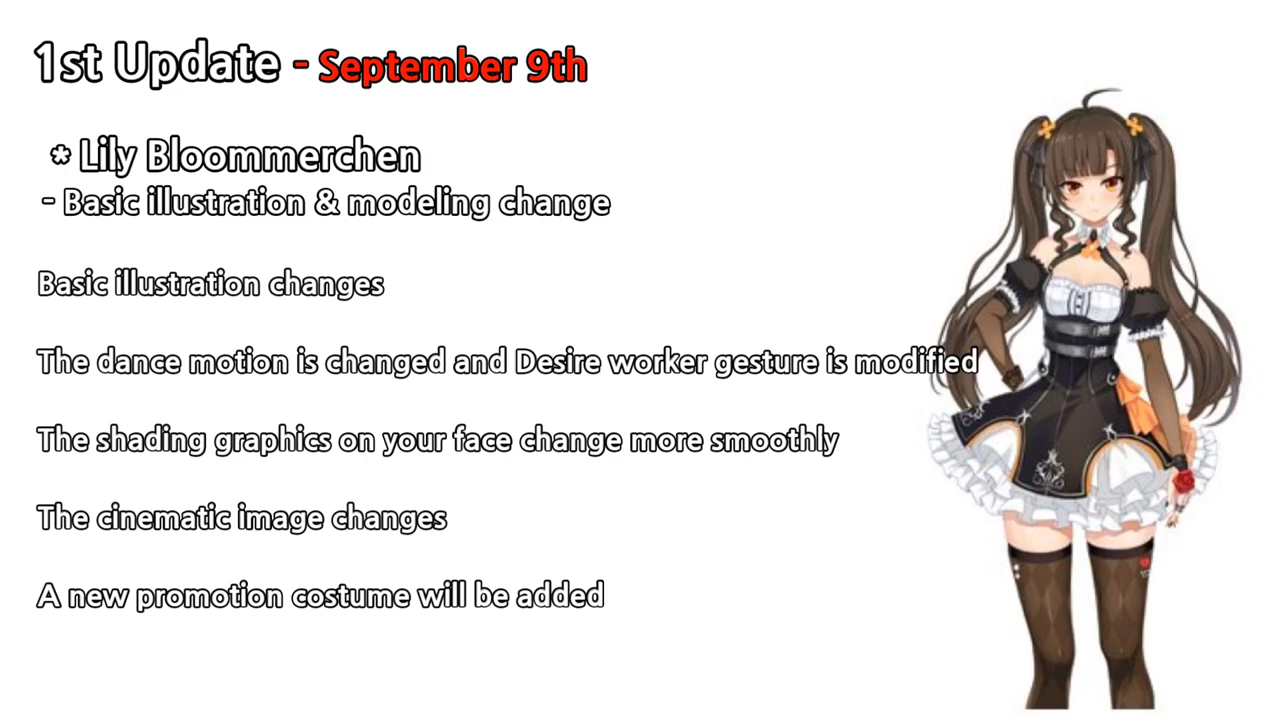 1st Update - September 9th
* Lily Bloommerchen
- Basic illustration & modeling change
Basic illustration changes
The dance motion is changed and Desire worker gesture is modified
The shading graphics on your face change more smoothly
The cinematic image changes
A new promotion costume will be added